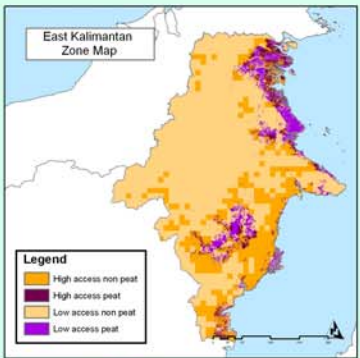 East Kalimantan
Zone Map
Legend
High access non peat
High access peat
Low access non peat
Low access peat